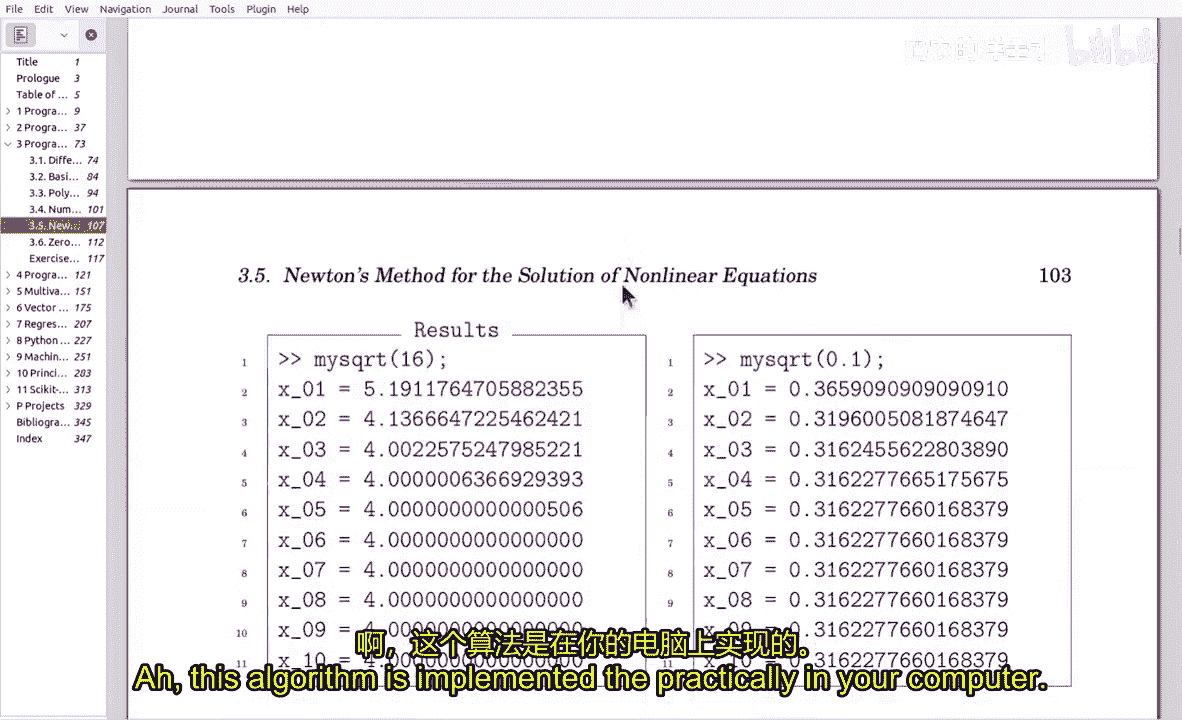 File Edit View Navigation Journal Tools Plugin Help
Title 1
Prologue 3
Table of ... 5
1 Progra... 9
2 Progra... 37
3 Progra... 73
3.1. Diffe... 74
3.2. Basi... 84
3.3. Poly... 94
3.4. Num... 101
3.5. New... 107
3.6. Zero... 112
Exercise... 117
4 Progra... 121
5 Multiva... 151
6 Vector ... 175
7 Regres... 207
8 Python ... 227
9 Machin... 251
10 Princi... 283
11 Scikit-... 313
P Projects 329
Bibliogra... 345
Index 347
bilibili
3.5. Newton's Method for the Solution of Nonlinear Equations 103
Results
1 >> mysqrt(16);
2 x_01 = 5.1911764705882355
3 x_02 = 4.1366647225462421
4 x_03 = 4.0022575247985221
5 x_04 = 4.0000006366929393
6 x_05 = 4.0000000000000506
7 x_06 = 4.0000000000000000
8 x_07 = 4.0000000000000000
9 x_08 = 4.0000000000000000
10 x_09 = 4.0000000000000000
11 x_10 =
1 >> mysqrt(0.1);
2 x_01 = 0.3659090909090910
3 x_02 = 0.3196005081874647
4 x_03 = 0.3162455622803890
5 x_04 = 0.3162277665175675
6 x_05 = 0.3162277660168379
7 x_06 = 0.3162277660168379
8 x_07 = 0.3162277660168379
9 x_08 = 0.3162277660168379
x_09 = 0.3162277660168379
0.3162277660168379
啊，这个算法是在你的电脑上实现的。
Ah, this algorithm is implemented the practically in your computer.